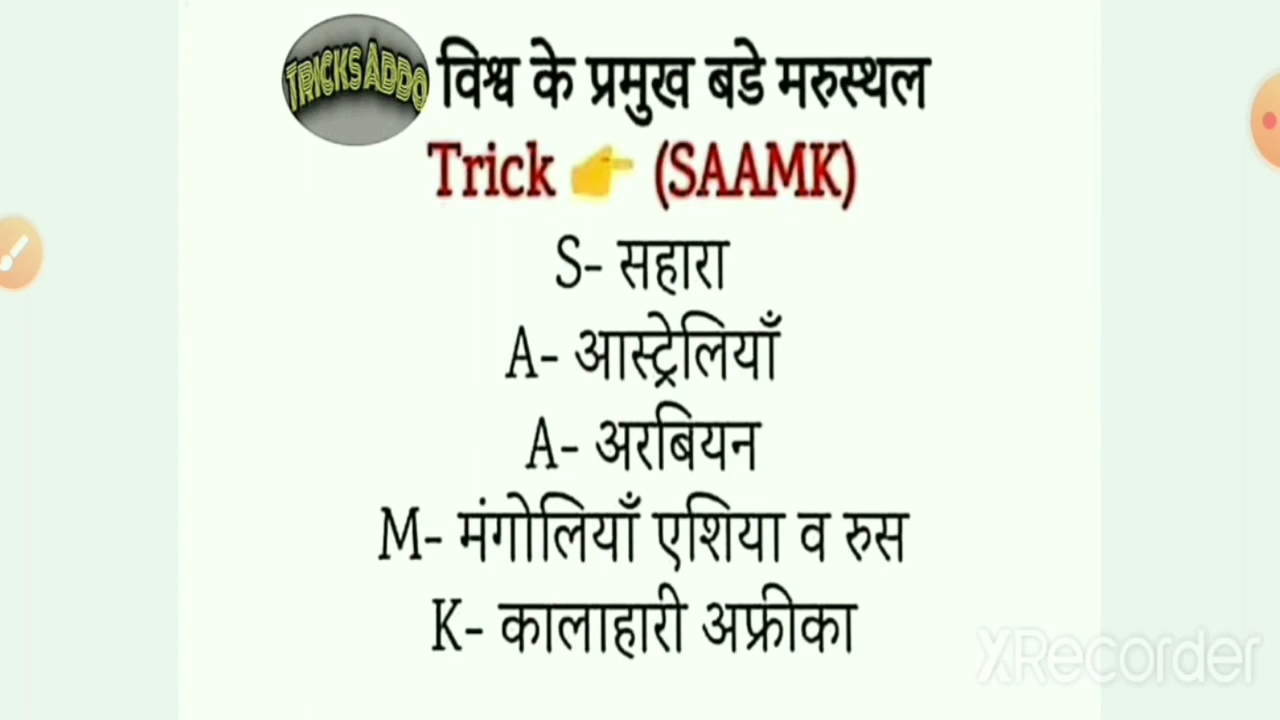 TRICKSADDO
विश्व के प्रमुख बडे मरुस्थल
Trick 👉 (SAAMK)
S- सहारा
A- आस्ट्रेलियाँ
A- अरबियन
M- मंगोलियाँ एशिया व रुस
K- कालाहारी अफ्रीका
XRecorder